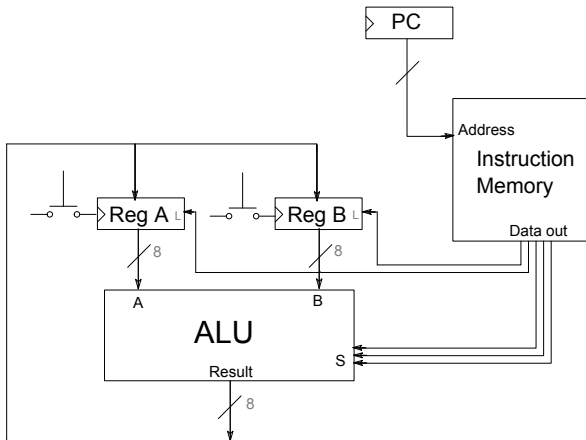 PC
Address
Instruction
Memory
Data out
Reg A L
Reg B L
8
8
A
B
ALU
S
Result
8